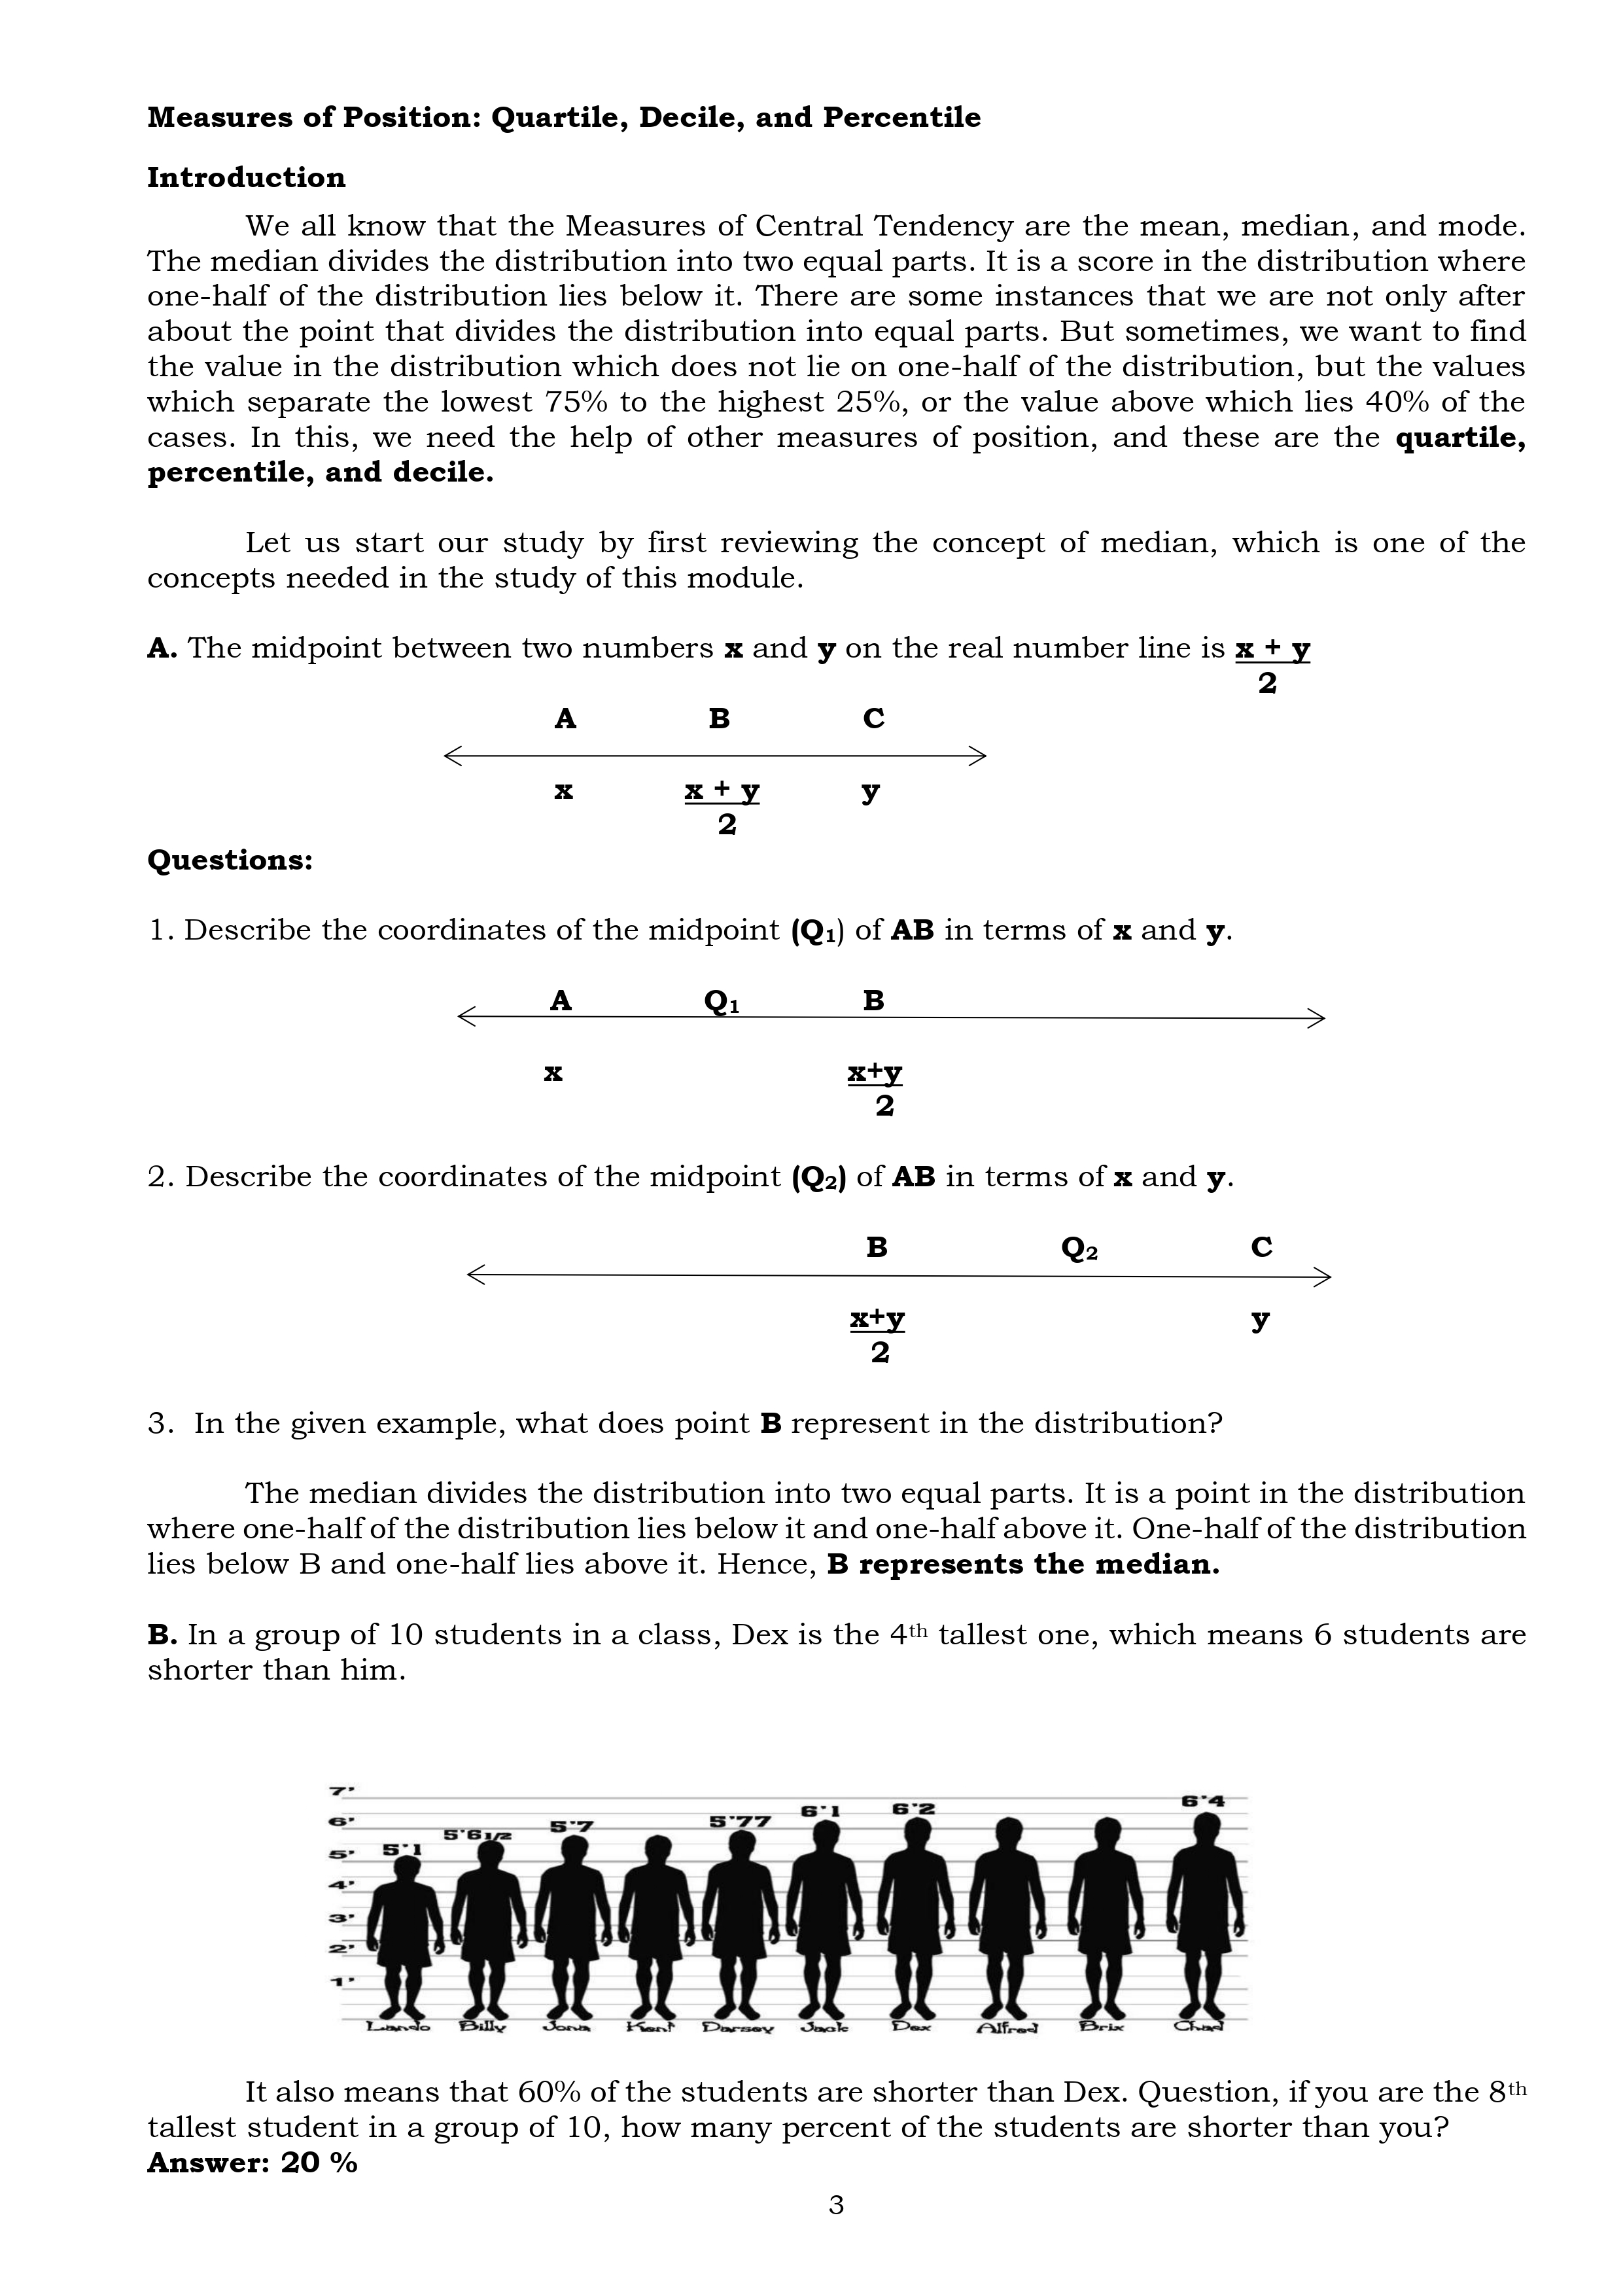 Measures of Position: Quartile, Decile, and Percentile
Introduction
We all know that the Measures of Central Tendency are the mean, median, and mode.
The median divides the distribution into two equal parts. It is a score in the distribution where
one-half of the distribution lies below it. There are some instances that we are not only after
about the point that divides the distribution into equal parts. But sometimes, we want to find
the value in the distribution which does not lie on one-half of the distribution, but the values
which separate the lowest 75% to the highest 25%, or the value above which lies 40% of the
cases. In this, we need the help of other measures of position, and these are the quartile,
percentile, and decile.
Let us start our study by first reviewing the concept of median, which is one of the
concepts needed in the study of this module.
A. The midpoint between two numbers x and y on the real number line is x + y
2
A B C
x x + y y
2
Questions:
1. Describe the coordinates of the midpoint (Q₁) of AB in terms of x and y.
A Q₁ B
x x+y
2
2. Describe the coordinates of the midpoint (Q₂) of AB in terms of x and y.
B Q₂ C
x+y y
2
3. In the given example, what does point B represent in the distribution?
The median divides the distribution into two equal parts. It is a point in the distribution
where one-half of the distribution lies below it and one-half above it. One-half of the distribution
lies below B and one-half lies above it. Hence, B represents the median.
B. In a group of 10 students in a class, Dex is the 4th tallest one, which means 6 students are
shorter than him.
7'
6'
5'
4'
3'
2'
1'
5'1 5'6 1/2 5'7 5'77 6'1 6'2 6'4
Lando Billy Jona Kent Darsey Jack Dex Alfred Brix Chad
It also means that 60% of the students are shorter than Dex. Question, if you are the 8th
tallest student in a group of 10, how many percent of the students are shorter than you?
Answer: 20 %
3